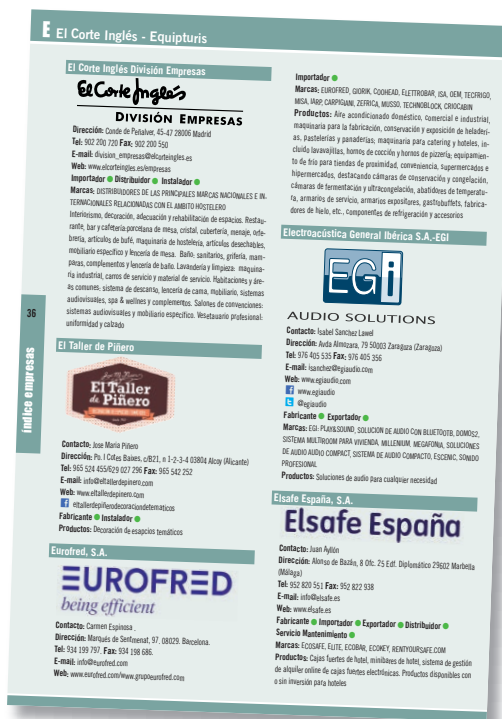 E El Corte Inglés - Equipturis
El Corte Inglés División Empresas
El Corte Inglés
DIVISIÓN EMPRESAS
Dirección: Conde de Peñalver, 45-47 28006 Madrid
Tel: 902 200 720 Fax: 902 200 550
E-mail: division_empresas@elcorteingles.es
Web: www.elcorteingles.es/empresas
Importador Distribuidor Instalador
Marcas: DISTRIBUIDORES DE LAS PRINCIPALES MARCAS NACIONALES E IN-
TERNACIONALES RELACIONADAS CON EL AMBITO HOSTELERO
Interiorismo, decoración, adecuación y rehabilitación de espacios. Restau-
rante, bar y cafetería:porcelana de mesa, cristal, cubertería, menaje, orfe-
brería, artículos de bufé, maquinaria de hostelería, artículos desechables,
mobiliario específico y lencería de mesa. Baño: sanitarios, grifería, mam-
paras, complementos y lencería de baño. Lavandería y limpieza: maquina-
ria industrial, carros de servicio y material de servicio. Habitaciones y áre-
as comunes: sistema de descanso, lencería de cama, mobiliario, sistemas
audiovisuales, spa & wellnes y complementos. Salones de convenciones:
sistemas audiovisuales y mobiliario específico. Vesetuario profesional:
uniformidad y calzado
36
índice empresas
El Taller de Piñero
El Taller
de Piñero
Contacto: Jose María Piñero
Dirección: Po. I Cotes Baixes, c/B21, n 1-2-3-4 03804 Alcoy (Alicante)
Tel: 965 524 455/629 027 296 Fax: 965 542 252
E-mail: info@eltallerdepinero.com
Web: www.eltallerdepinero.com
eltallerdepiñerodecoraciondetematicos
Fabricante Instalador
Productos: Decoración de esapcios temáticos
Eurofred, S.A.
EUROFRED
being efficient
Contacto: Carmen Espinosa .
Dirección: Marqués de Sentmenat, 97, 08029. Barcelona.
Tel: 934 199 797. Fax: 934 198 686.
E-mail: info@eurofred.com
Web: www.eurofred.com/www.grupoeurofred.com
Importador
Marcas: EUROFRED, GIORIK, COOHEAD, ELETTROBAR, ISA, OEM, TECFRIGO,
MISA, IARP, CARPIGIANI, ZEFRICA, MUSSO, TECHNOBLOCK, CRIOCABIN
Productos: Aire acondicionado doméstico, comercial e industrial,
maquinaria para la fabricación, conservación y exposición de heladerí-
as, pastelerías y panaderías; maquinaria para catering y hoteles, in-
cluido lavavajillas, hornos de cocción y hornos de pizzería; equipamien-
to de frío para tiendas de proximidad, conveniencia, supermercados e
hipermercados, destacando cámaras de conservación y congelación,
cámaras de fermentación y ultracongelación, abatidores de temperatu-
ra, armarios de servicio, armarios expositores, gastrobuffets, fabrica-
dores de hielo, etc., componentes de refrigeración y accesorios
Electroacústica General Ibérica S.A.-EGI
EGi
AUDIO SOLUTIONS
Contacto: Isabel Sanchez Lawel
Dirección: Avda Almozara, 79 50003 Zaragoza (Zaragoza)
Tel: 976 405 535 Fax: 976 405 356
E-mail: isanchez@egiaudio.com
Web: www.egiaudio.com
www.egiaudio
@egiaudio
Fabricante Exportador
Marcas: EGI: PLAY&SOUND, SOLUCION DE AUDIO CON BLUETOOTB, DOMOS2,
SISTEMA MULTIROOM PARA VIVIENDA. MILLENIUM, MEGAFONIA, SOLUCIONES
DE AUDIO AUDIO COMPACT, SISTEMA DE AUDIO COMPACTO. ESCENIC, SONIDO
PROFESIONAL
Productos: Soluciones de audio para cualquier necesidad
Elsafe España, S.A.
Elsafe España
Contacto: Juan Ayllón
Dirección: Alonso de Bazán, 8 Ofc. 25 Edf. Diplomático 29602 Marbella
(Málaga)
Tel: 952 820 551 Fax: 952 822 938
E-mail: info@elsafe.es
Web: www.elsafe.es
Fabricante Importador Exportador Distribuidor
Servicio Mantenimiento
Marcas: ECOSAFE, ELITE, ECOBAR, ECOKEY, RENTYOURSAFE.COM
Productos: Cajas fuertes de hotel, minibares de hotel, sistema de gestión
de alquiler online de cajas fuertes electrónicas. Productos disponibles con
o sin inversión para hoteles